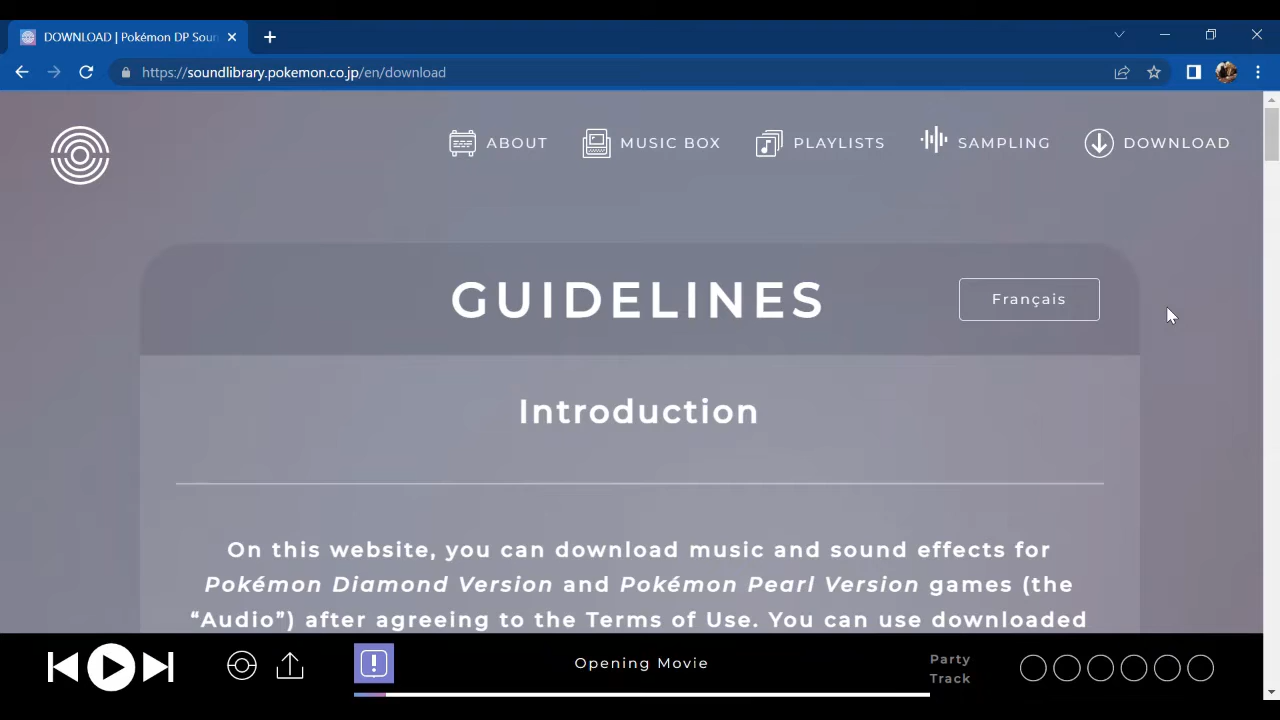 DOWNLOAD | Pokémon DP Soun
https://soundlibrary.pokemon.co.jp/en/download
ABOUT
MUSIC BOX
PLAYLISTS
SAMPLING
DOWNLOAD
GUIDELINES
Français
Introduction
On this website, you can download music and sound effects for
Pokémon Diamond Version and Pokémon Pearl Version games (the
“Audio”) after agreeing to the Terms of Use. You can use downloaded
Opening Movie
Party
Track